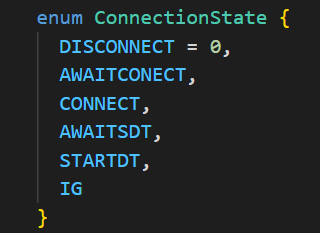 enum ConnectionState {
DISCONNECT = 0,
AWAITCONECT,
CONNECT,
AWAITSDT,
STARTDT,
IG
}